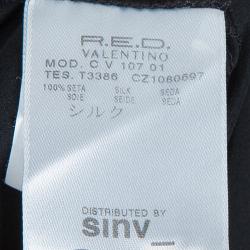 R.E.D.
VALENTINO
MOD. C V 107 01
TES. T3386 CZ1080697
100% SETA SILK SEDA
SOIE SEIDE SEDA
シルク
DISTRIBUTED BY
sinv